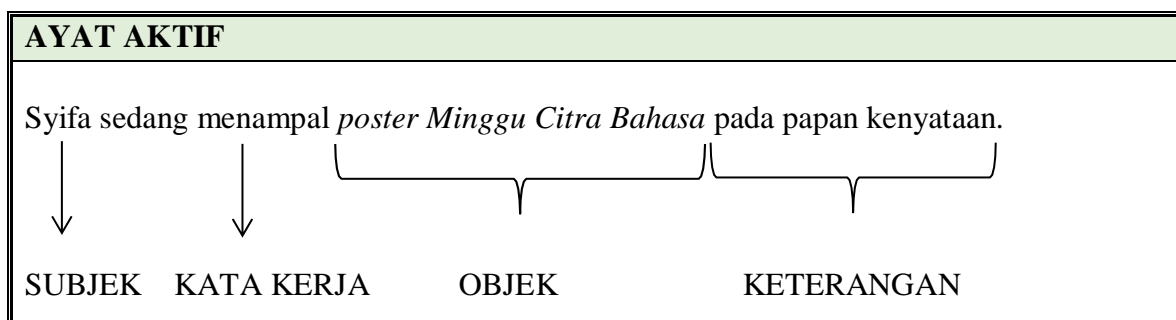 AYAT AKTIF
Syifa sedang menampal poster Minggu Citra Bahasa pada papan kenyataan.
SUBJEK KATA KERJA OBJEK KETERANGAN